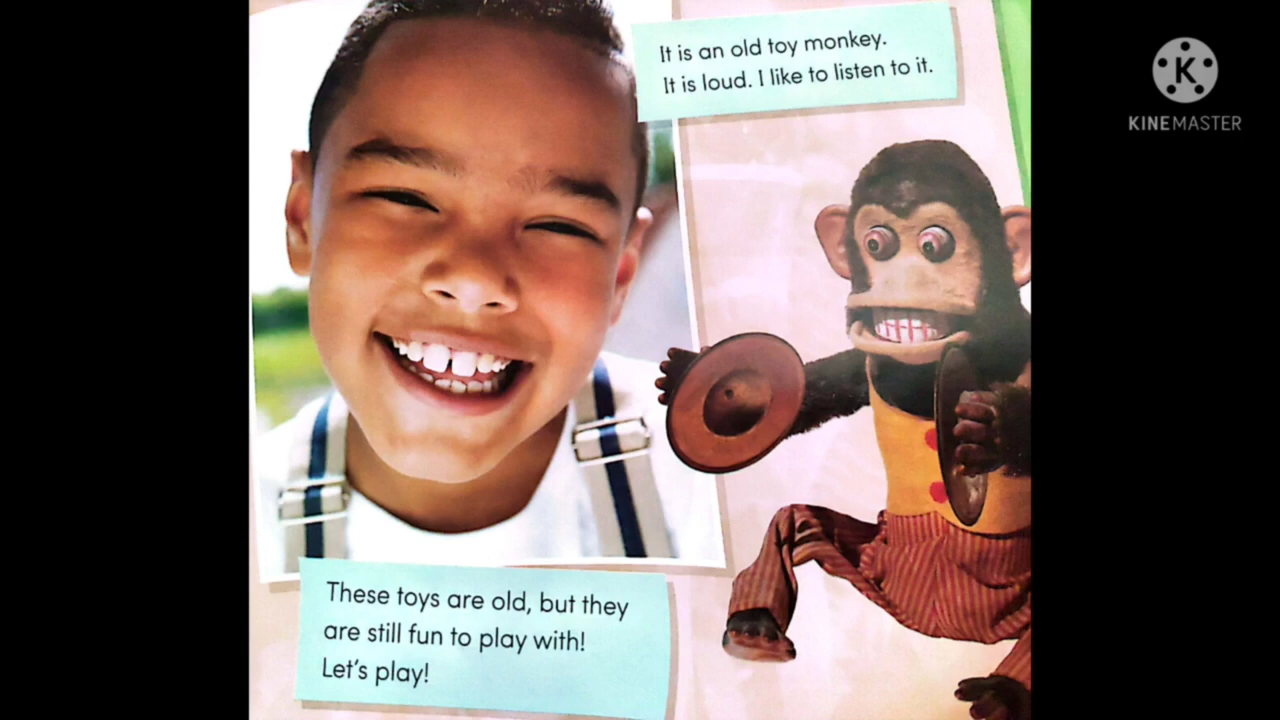 It is an old toy monkey.
It is loud. I like to listen to it.
These toys are old, but they
are still fun to play with!
Let's play!
K
KINEMASTER